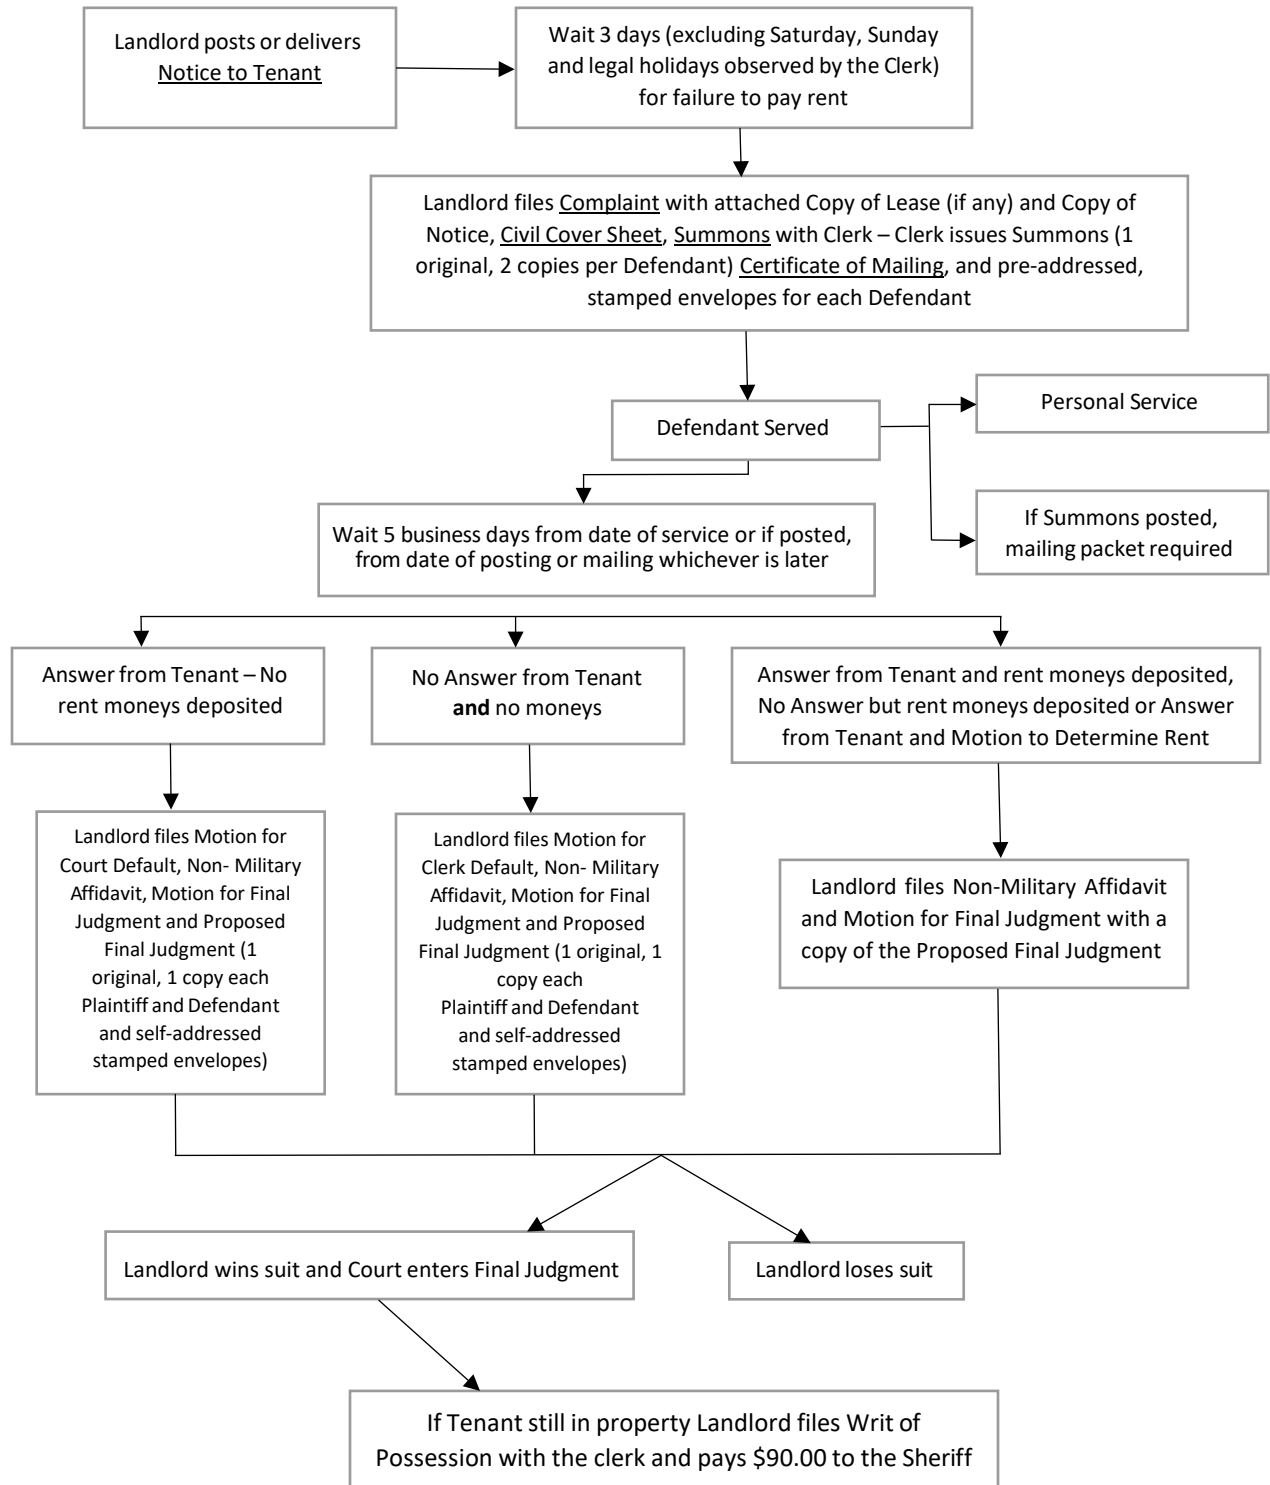 Landlord posts or delivers
Notice to Tenant
Wait 3 days (excluding Saturday, Sunday
and legal holidays observed by the Clerk)
for failure to pay rent
Landlord files Complaint with attached Copy of Lease (if any) and Copy of
Notice, Civil Cover Sheet, Summons with Clerk – Clerk issues Summons (1
original, 2 copies per Defendant) Certificate of Mailing, and pre-addressed,
stamped envelopes for each Defendant
Defendant Served
Personal Service
If Summons posted,
mailing packet required
Wait 5 business days from date of service or if posted,
from date of posting or mailing whichever is later
Answer from Tenant – No
rent moneys deposited
No Answer from Tenant
and no moneys
Answer from Tenant and rent moneys deposited,
No Answer but rent moneys deposited or Answer
from Tenant and Motion to Determine Rent
Landlord files Motion for
Court Default, Non- Military
Affidavit, Motion for Final
Judgment and Proposed
Final Judgment (1
original, 1 copy each
Plaintiff and Defendant
and self-addressed
stamped envelopes)
Landlord files Motion for
Clerk Default, Non- Military
Affidavit, Motion for Final
Judgment and Proposed
Final Judgment (1 original, 1
copy each
Plaintiff and Defendant
and self-addressed
stamped envelopes)
Landlord files Non-Military Affidavit
and Motion for Final Judgment with a
copy of the Proposed Final Judgment
Landlord wins suit and Court enters Final Judgment
Landlord loses suit
If Tenant still in property Landlord files Writ of
Possession with the clerk and pays $90.00 to the Sheriff